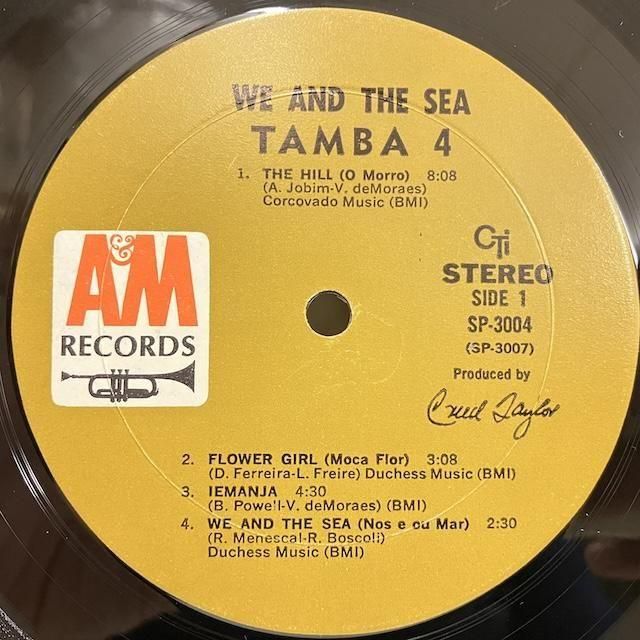 WE AND THE SEA
TAMBA 4
1. THE HILL (O Morro) 8:08
(A. Jobim-V. deMoraes)
Corcovado Music (BMI)
A&M
RECORDS
CTi
STEREO
SIDE 1
SP-3004
(SP-3007)
Produced by
Creed Taylor
2. FLOWER GIRL (Moca Flor) 3:08
(D. Ferreira-L. Freire) Duchess Music (BMI)
3. IEMANJA 4:30
(B. Powell-V. deMoraes) (BMI)
4. WE AND THE SEA (Nos e ou Mar) 2:30
(R. Menescal-R. Boscoli)
Duchess Music (BMI)